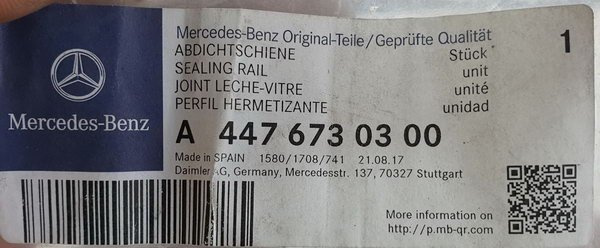 Mercedes-Benz
Mercedes-Benz Original-Teile/Geprüfte Qualität
ABDICHTSCHIENE Stück 1
SEALING RAIL unit
JOINT LECHE-VITRE unité
PERFIL HERMETIZANTE unidad
A 447 673 03 00
Made in SPAIN 1580/1708/741 21.08.17
Daimler AG, Germany, Mercedesstr. 137, 70327 Stuttgart
More information on
http://p.mb-qr.com